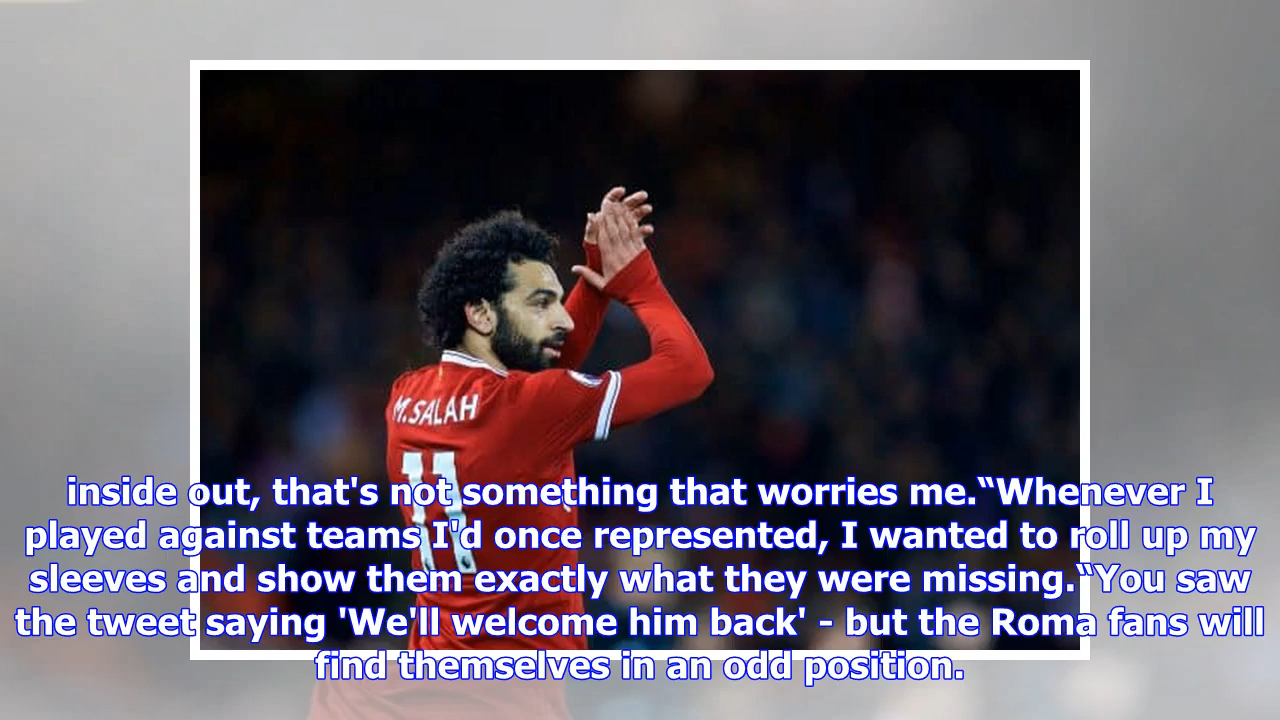 M.SALAH
11
inside out, that's not something that worries me.“Whenever I
played against teams I'd once represented, I wanted to roll up my
sleeves and show them exactly what they were missing.“You saw
the tweet saying 'We'll welcome him back' - but the Roma fans will
find themselves in an odd position.